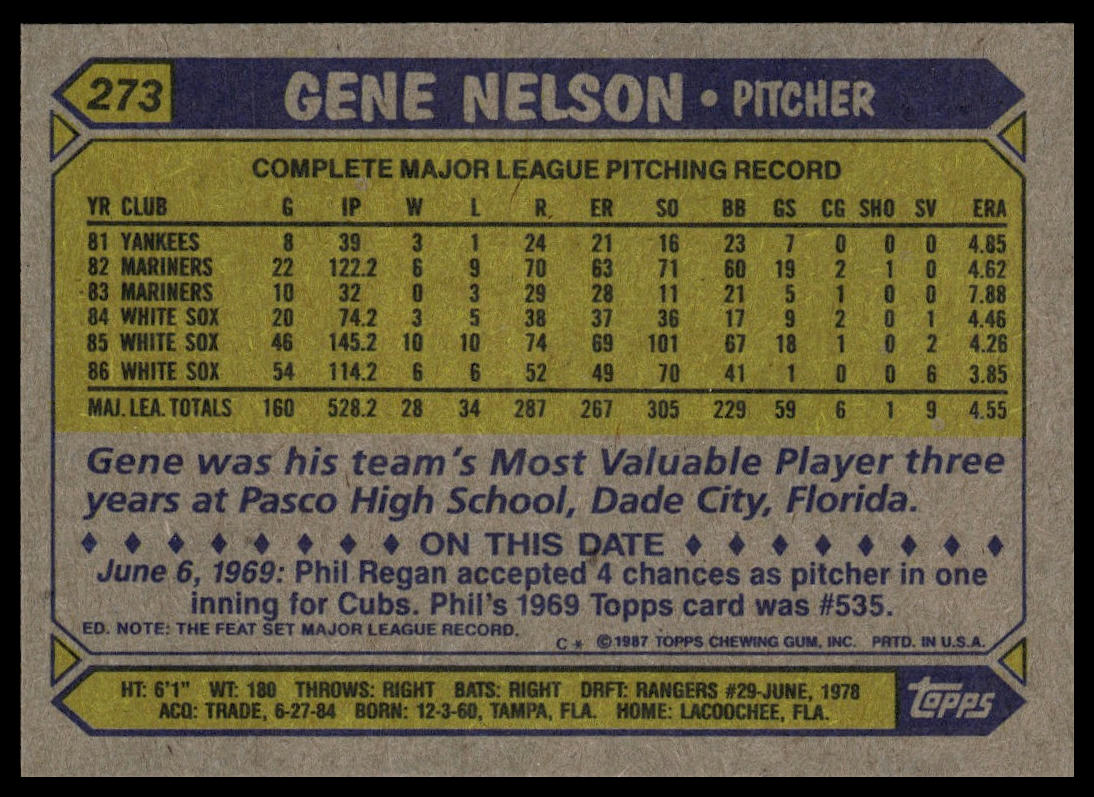 273 GENE NELSON • PITCHER
COMPLETE MAJOR LEAGUE PITCHING RECORD
YR CLUB G IP W L R ER SO BB GS CG SHO SV ERA
81 YANKEES 8 39 3 1 24 21 16 23 7 0 0 0 4.85
82 MARINERS 22 122.2 6 9 70 63 71 60 19 2 1 0 4.62
83 MARINERS 10 32 0 3 29 28 11 21 5 1 0 0 7.88
84 WHITE SOX 20 74.2 3 5 38 37 36 17 9 2 0 1 4.46
85 WHITE SOX 46 145.2 10 10 74 69 101 67 18 1 0 2 4.26
86 WHITE SOX 54 114.2 6 6 52 49 70 41 1 0 0 6 3.85
MAJ. LEA. TOTALS 160 528.2 28 34 287 267 305 229 59 6 1 9 4.55
Gene was his team's Most Valuable Player three
years at Pasco High School, Dade City, Florida.
ON THIS DATE
June 6, 1969: Phil Regan accepted 4 chances as pitcher in one
inning for Cubs. Phil's 1969 Topps card was #535.
ED. NOTE: THE FEAT SET MAJOR LEAGUE RECORD.
C* ©1987 TOPPS CHEWING GUM, INC. PRTD. IN U.S.A.
HT: 6'1" WT: 180 THROWS: RIGHT BATS: RIGHT DRFT: RANGERS #29-JUNE, 1978
ACQ: TRADE, 6-27-84 BORN: 12-3-60, TAMPA, FLA. HOME: LACOOCHEE, FLA.
TOPPS